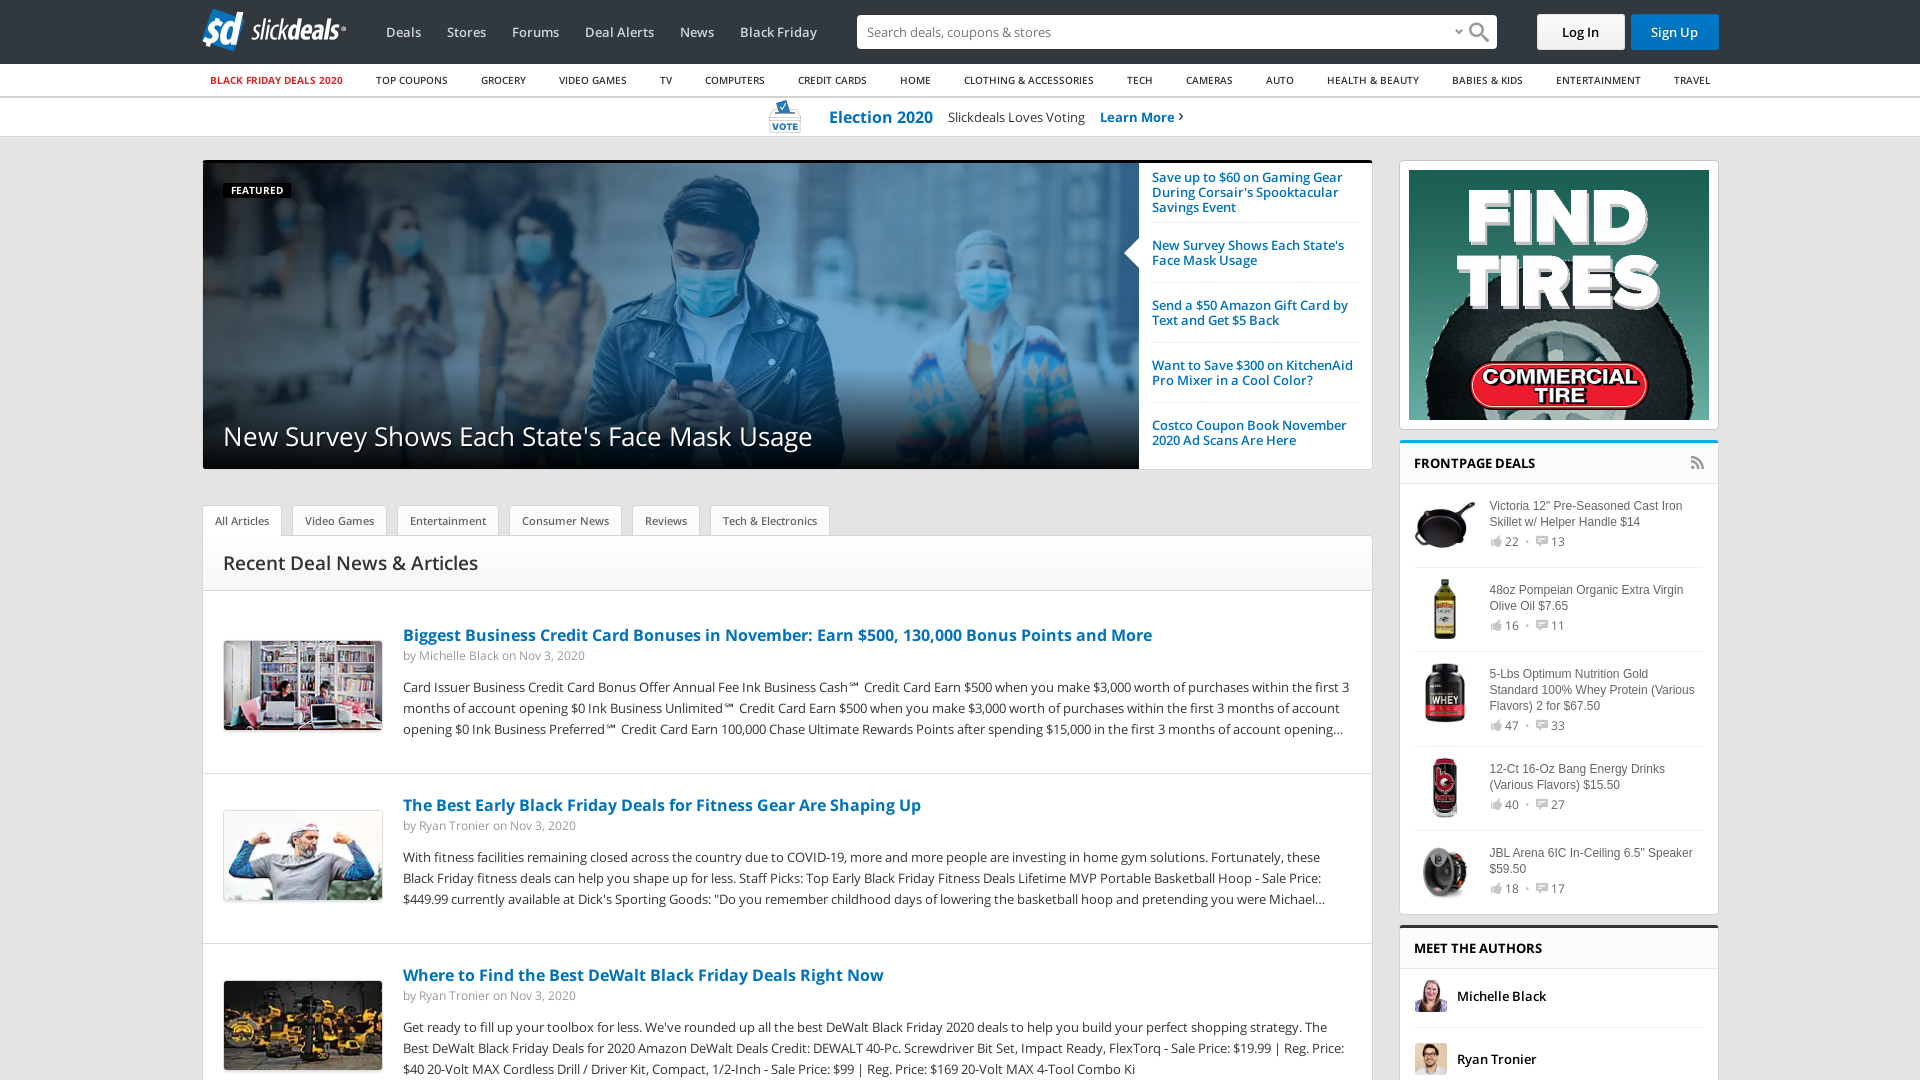 slickdeals
Deals
Stores
Forums
Deal Alerts
News
Black Friday
Search deals, coupons & stores
Log In
Sign Up
BLACK FRIDAY DEALS 2020
TOP COUPONS
GROCERY
VIDEO GAMES
TV
COMPUTERS
CREDIT CARDS
HOME
CLOTHING & ACCESSORIES
TECH
CAMERAS
AUTO
HEALTH & BEAUTY
BABIES & KIDS
ENTERTAINMENT
TRAVEL
VOTE
Election 2020
Slickdeals Loves Voting
Learn More
FEATURED
New Survey Shows Each State's Face Mask Usage
Save up to $60 on Gaming Gear
During Corsair's Spooktacular
Savings Event
New Survey Shows Each State's
Face Mask Usage
Send a $50 Amazon Gift Card by
Text and Get $5 Back
Want to Save $300 on KitchenAid
Pro Mixer in a Cool Color?
Costco Coupon Book November
2020 Ad Scans Are Here
FIND
TIRES
COMMERCIAL
TIRE
All Articles
Video Games
Entertainment
Consumer News
Reviews
Tech & Electronics
Recent Deal News & Articles
Biggest Business Credit Card Bonuses in November: Earn $500, 130,000 Bonus Points and More
by Michelle Black on Nov 3, 2020
Card Issuer Business Credit Card Bonus Offer Annual Fee Ink Business Cash℠ Credit Card Earn $500 when you make $3,000 worth of purchases within the first 3
months of account opening $0 Ink Business Unlimited℠ Credit Card Earn $500 when you make $3,000 worth of purchases within the first 3 months of account
opening $0 Ink Business Preferred℠ Credit Card Earn 100,000 Chase Ultimate Rewards Points after spending $15,000 in the first 3 months of account opening...
The Best Early Black Friday Deals for Fitness Gear Are Shaping Up
by Ryan Tronier on Nov 3, 2020
With fitness facilities remaining closed across the country due to COVID-19, more and more people are investing in home gym solutions. Fortunately, these
Black Friday fitness deals can help you shape up for less. Staff Picks: Top Early Black Friday Fitness Deals Lifetime MVP Portable Basketball Hoop - Sale Price:
$449.99 currently available at Dick's Sporting Goods: "Do you remember childhood days of lowering the basketball hoop and pretending you were Michael...
Where to Find the Best DeWalt Black Friday Deals Right Now
by Ryan Tronier on Nov 3, 2020
Get ready to fill up your toolbox for less. We've rounded up all the best DeWalt Black Friday 2020 deals to help you build your perfect shopping strategy. The
Best DeWalt Black Friday Deals for 2020 Amazon DeWalt Deals Credit: DEWALT 40-Pc. Screwdriver Bit Set, Impact Ready, FlexTorq - Sale Price: $19.99 | Reg. Price:
$40 20-Volt MAX Cordless Drill / Driver Kit, Compact, 1/2-Inch - Sale Price: $99 | Reg. Price: $169 20-Volt MAX 4-Tool Combo Ki
FRONTPAGE DEALS
Victoria 12" Pre-Seasoned Cast Iron
Skillet w/ Helper Handle $14
22 • 13
48oz Pompeian Organic Extra Virgin
Olive Oil $7.65
16 • 11
5-Lbs Optimum Nutrition Gold
Standard 100% Whey Protein (Various
Flavors) 2 for $67.50
47 • 33
12-Ct 16-Oz Bang Energy Drinks
(Various Flavors) $15.50
40 • 27
JBL Arena 6IC In-Ceiling 6.5" Speaker
$59.50
18 • 17
MEET THE AUTHORS
Michelle Black
Ryan Tronier